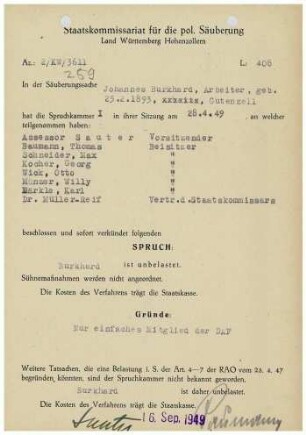 Staatskommissariat für die pol. Säuberung
Land Württemberg Hohenzollern
Az: 2/KW/3611
L. 408
259
In der Säuberungssache
Johannes Burkhard, Arbeiter, geb.
23.2.1893, Gutenzell
hat die Spruchkammer I in ihrer Sitzung am 28.4.49 an welcher
teilgenommen haben:
Assessor Sauter Vorsitzender
Baumann, Thomas Beisitzer
Schneider, Max "
Kocher, Georg "
Wick, Otto "
Münzer, Willy "
Härkle, Karl "
Dr. Müller-Reif Vertr.d.Staatskommissars
beschlossen und sofort verkündet folgenden
SPRUCH:
Burkhard ist unbelastet.
Sühnemaßnahmen werden nicht angeordnet.
Die Kosten des Verfahrens trägt die Staatskasse.
Gründe:
Nur einfaches Mitglied der DAF
Weitere Tatsachen, die eine Belastung i. S. der Art. 4—7 der RAO vom 25. 4. 47
begründen könnten, sind der Spruchkammer nicht bekannt geworden.
Burkhard ist daher unbelastet.
Die Kosten des Verfahrens trägt die Staatskasse.
Sauter 16. Sep. 1949 Baumann